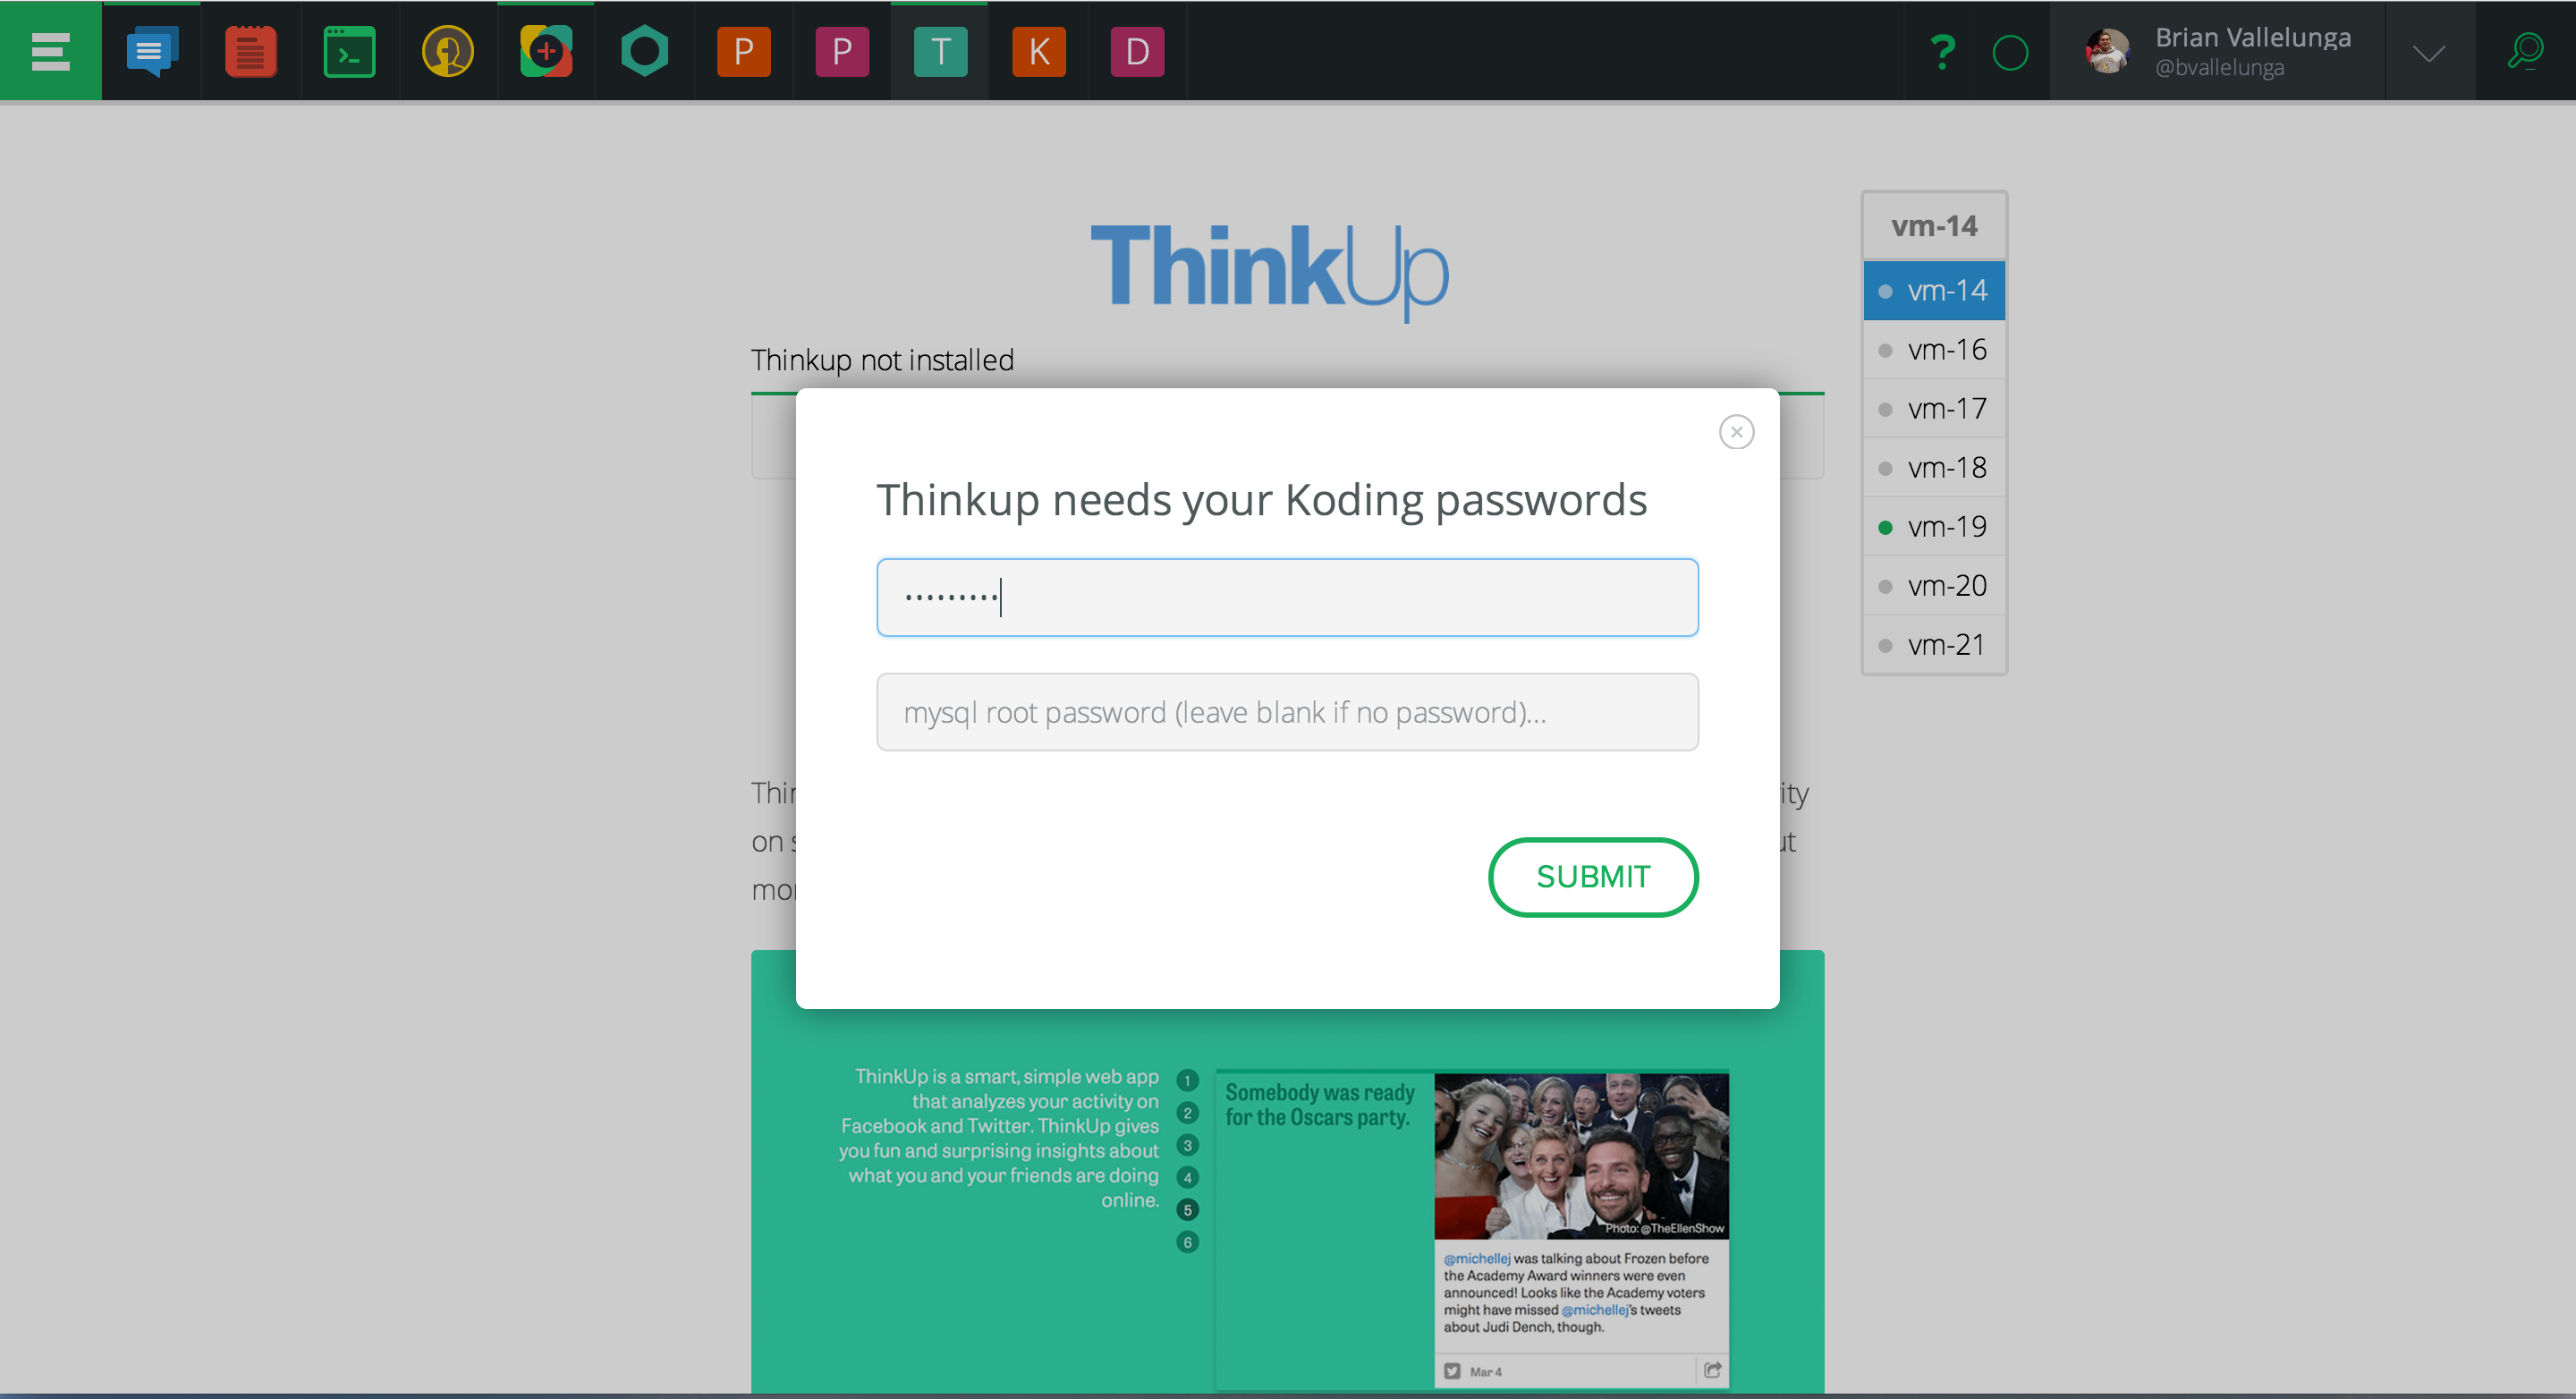 P P T K D
?
Brian Vallelunga
@bvallelunga
ThinkUp
vm-14
vm-14
vm-16
vm-17
vm-18
vm-19
vm-20
vm-21
Thinkup not installed
Thinkup needs your Koding passwords
mysql root password (leave blank if no password)...
SUBMIT
ity
on
ut
ThinkUp is a smart, simple web app
that analyzes your activity on
Facebook and Twitter. ThinkUp gives
you fun and surprising insights about
what you and your friends are doing
online.
1
2
3
4
5
6
Somebody was ready
for the Oscars party.
Photo: @TheEllenShow
@michellej was talking about Frozen before
the Academy Award winners were even
announced! Looks like the Academy voters
might have missed @michellej's tweets
about Judi Dench, though.
Mar 4